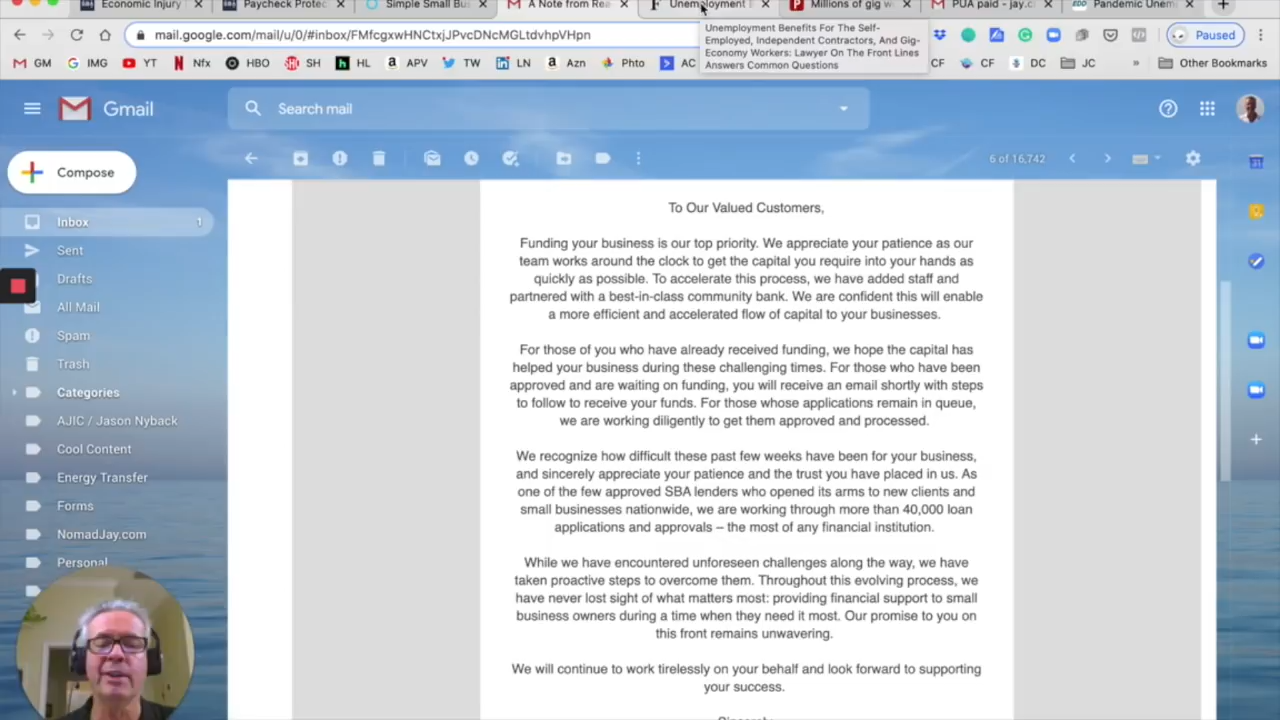 Economic Injury
Paycheck Protec
Simple Small Bus
A Note from Rea
Unemployment B
Millions of gig w
PUA paid - jay.c
Pandemic Unem
mail.google.com/mail/u/0/#inbox/FMfcgxwHNCtxjJPvcDNcMGLtdvhpVHpn
Paused
Unemployment Benefits For The Self-
Employed, Independent Contractors, And Gig-
Economy Workers: Lawyer On The Front Lines
Answers Common Questions
GM
IMG
YT
Nfx
HBO
SH
HL
APV
TW
LN
Azn
Phto
AC
CF
CF
DC
JC
Other Bookmarks
Gmail
Search mail
Compose
6 of 16,742
Inbox
1
Sent
Drafts
All Mail
Spam
Trash
Categories
AJIC / Jason Nyback
Cool Content
Energy Transfer
Forms
NomadJay.com
Personal
To Our Valued Customers,
Funding your business is our top priority. We appreciate your patience as our
team works around the clock to get the capital you require into your hands as
quickly as possible. To accelerate this process, we have added staff and
partnered with a best-in-class community bank. We are confident this will enable
a more efficient and accelerated flow of capital to your businesses.
For those of you who have already received funding, we hope the capital has
helped your business during these challenging times. For those who have been
approved and are waiting on funding, you will receive an email shortly with steps
to follow to receive your funds. For those whose applications remain in queue,
we are working diligently to get them approved and processed.
We recognize how difficult these past few weeks have been for your business,
and sincerely appreciate your patience and the trust you have placed in us. As
one of the few approved SBA lenders who opened its arms to new clients and
small businesses nationwide, we are working through more than 40,000 loan
applications and approvals – the most of any financial institution.
While we have encountered unforeseen challenges along the way, we have
taken proactive steps to overcome them. Throughout this evolving process, we
have never lost sight of what matters most: providing financial support to small
business owners during a time when they need it most. Our promise to you on
this front remains unwavering.
We will continue to work tirelessly on your behalf and look forward to supporting
your success.
Sincerely